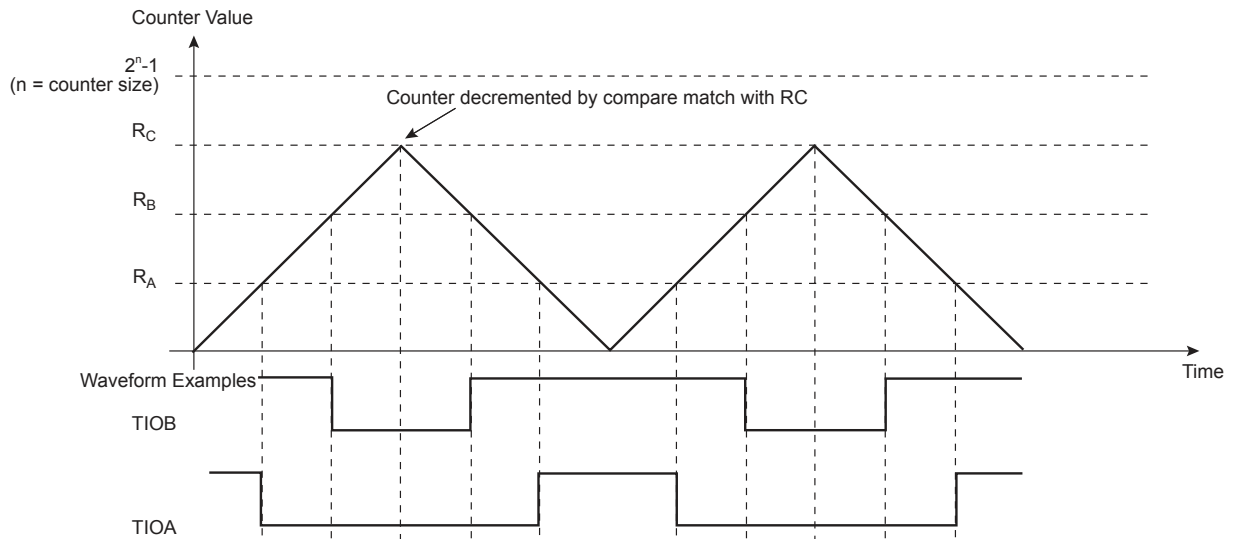 Counter Value
2ⁿ-1
(n = counter size)
Counter decremented by compare match with RC
R_C
R_B
R_A
Time
Waveform Examples
TIOB
TIOA